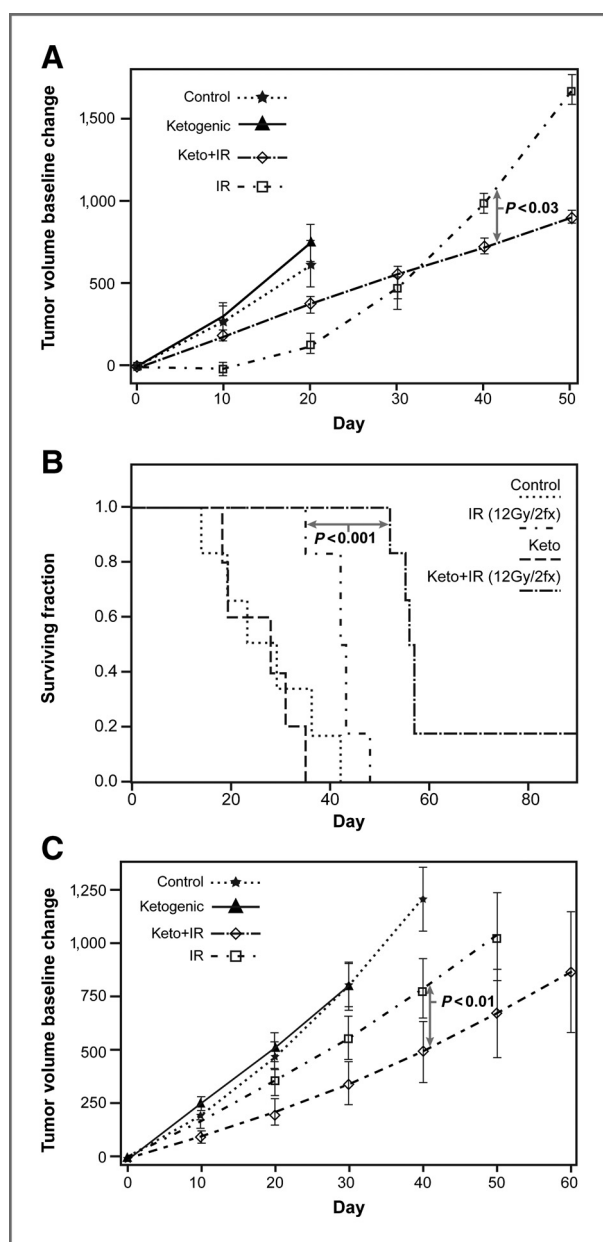 A
Tumor volume baseline change
1,500
1,000
500
0
Control
Ketogenic
Keto+IR
IR
P < 0.03
0 10 20 30 40 50
Day
B
Surviving fraction
1.0
0.8
0.6
0.4
0.2
0.0
Control
IR (12Gy/2fx)
Keto
Keto+IR (12Gy/2fx)
P < 0.001
0 20 40 60 80
Day
C
Tumor volume baseline change
1,250
1,000
750
500
250
0
Control
Ketogenic
Keto+IR
IR
P < 0.01
0 10 20 30 40 50 60
Day